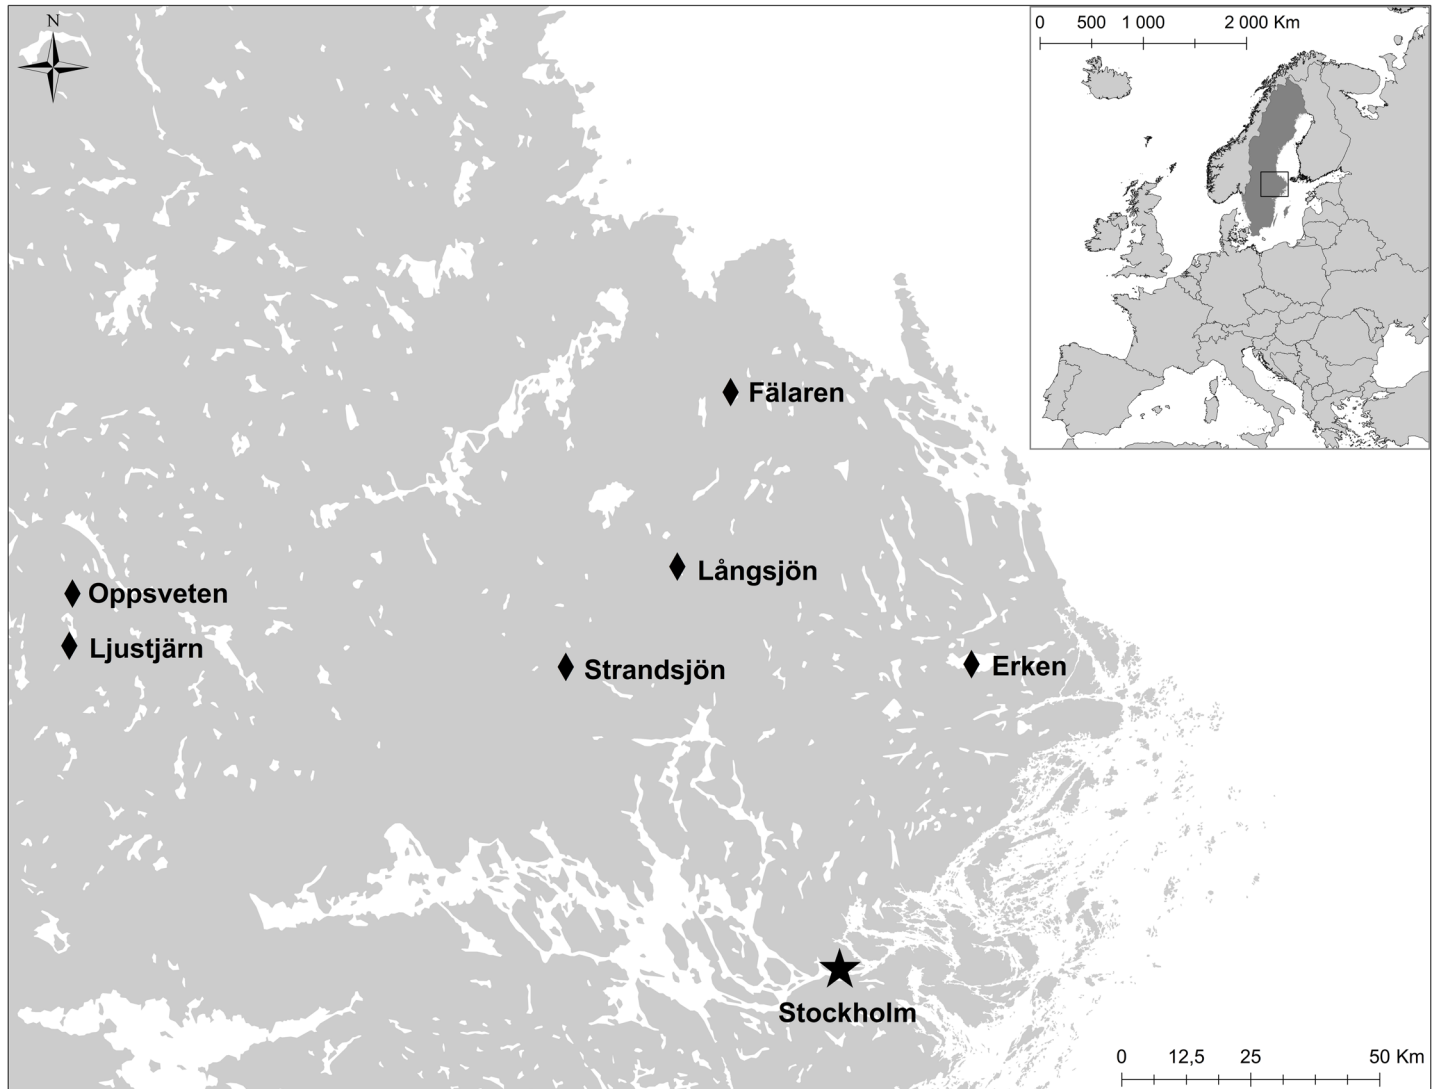 N
0 500 1 000 2 000 Km
Fälaren
Långsjön
Oppsveten
Ljustjärn
Strandsjön
Erken
Stockholm
0 12,5 25 50 Km